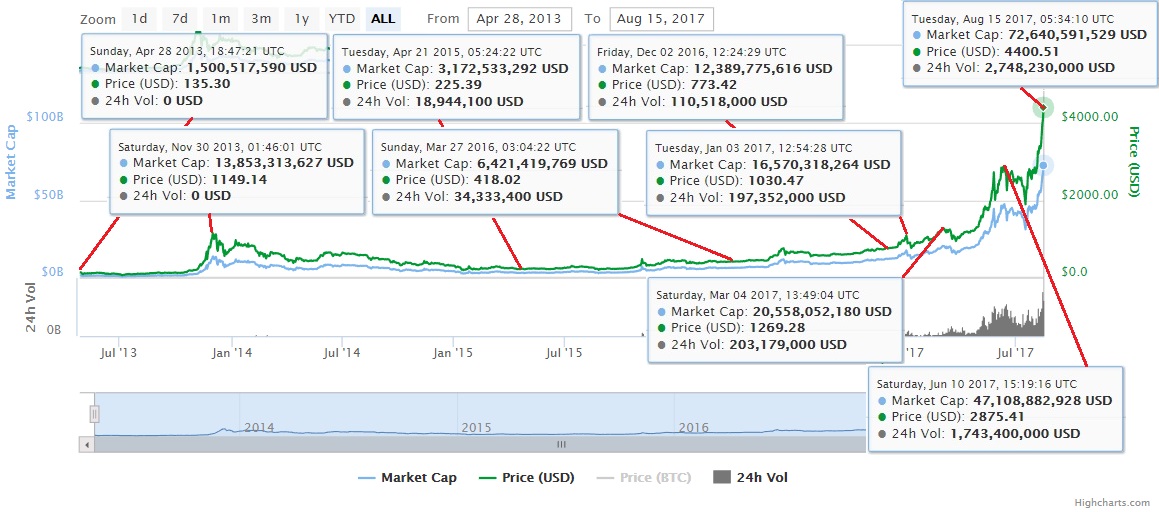 Zoom 1d 7d 1m 3m 1y YTD ALL From Apr 28, 2013 To Aug 15, 2017
Tuesday, Aug 15 2017, 05:34:10 UTC
Market Cap: 72,640,591,529 USD
Price (USD): 4400.51
24h Vol: 2,748,230,000 USD
Sunday, Apr 28 2013, 18:47:21 UTC
Market Cap: 1,500,517,590 USD
Price (USD): 135.30
24h Vol: 0 USD
Tuesday, Apr 21 2015, 05:24:22 UTC
Market Cap: 3,172,533,292 USD
Price (USD): 225.39
24h Vol: 18,944,100 USD
Friday, Dec 02 2016, 12:24:29 UTC
Market Cap: 12,389,775,616 USD
Price (USD): 773.42
24h Vol: 110,518,000 USD
Saturday, Nov 30 2013, 01:46:01 UTC
Market Cap: 13,853,313,627 USD
Price (USD): 1149.14
24h Vol: 0 USD
Sunday, Mar 27 2016, 03:04:22 UTC
Market Cap: 6,421,419,769 USD
Price (USD): 418.02
24h Vol: 34,333,400 USD
Tuesday, Jan 03 2017, 12:54:28 UTC
Market Cap: 16,570,318,264 USD
Price (USD): 1030.47
24h Vol: 197,352,000 USD
Saturday, Mar 04 2017, 13:49:04 UTC
Market Cap: 20,558,052,180 USD
Price (USD): 1269.28
24h Vol: 203,179,000 USD
Saturday, Jun 10 2017, 15:19:16 UTC
Market Cap: 47,108,882,928 USD
Price (USD): 2875.41
24h Vol: 1,743,400,000 USD
Market Cap
$100B
$50B
$0B
24h Vol
0B
$4000.00
$2000.00
$0.0
Price (USD)
Jul '13 Jan '14 Jul '14 Jan '15 Jul '15 '17 Jul '17
2014 2015 2016
Market Cap Price (USD) Price (BTC) 24h Vol
Highcharts.com